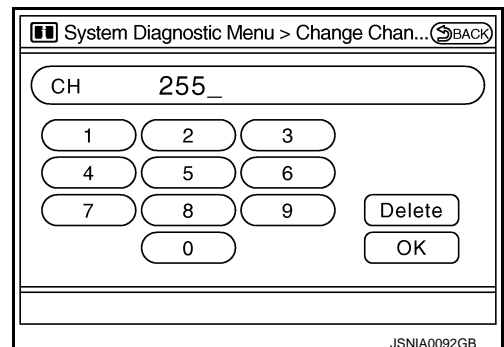 System Diagnostic Menu > Change Chan... BACK
CH 255_
1 2 3
4 5 6
7 8 9 Delete
0 OK
JSNIA0092GB